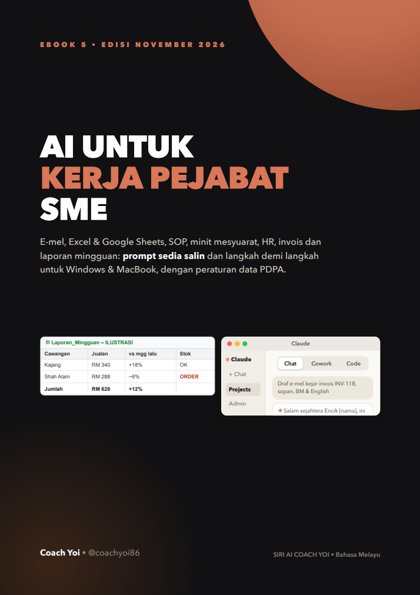 EBOOK 5 • EDISI NOVEMBER 2026
AI UNTUK
KERJA PEJABAT
SME
E-mel, Excel & Google Sheets, SOP, minit mesyuarat, HR, invois dan
laporan mingguan: prompt sedia salin dan langkah demi langkah
untuk Windows & MacBook, dengan peraturan data PDPA.
Laporan_Mingguan – ILUSTRASI
Cawangan Jualan vs mgg lalu Stok
Kajang RM 340 +18% OK
Shah Alam RM 288 −6% ORDER
Jumlah RM 628 +12%
Claude
Claude
+ Chat
Projects
Admin
Chat Cowork Code
Draf e-mel kejar invois INV-118,
sopan, BM & English
Salam sejahtera Encik [nama], ini
Coach Yoi • @coachyoi86
SIRI AI COACH YOI • Bahasa Melayu